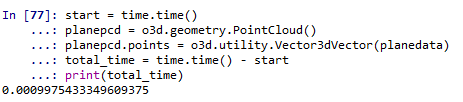 In [77]: start = time.time()
    ...: planepcd = o3d.geometry.PointCloud()
    ...: planepcd.points = o3d.utility.Vector3dVector(planedata)
    ...: total_time = time.time() - start
    ...: print(total_time)
0.0009975433349609375